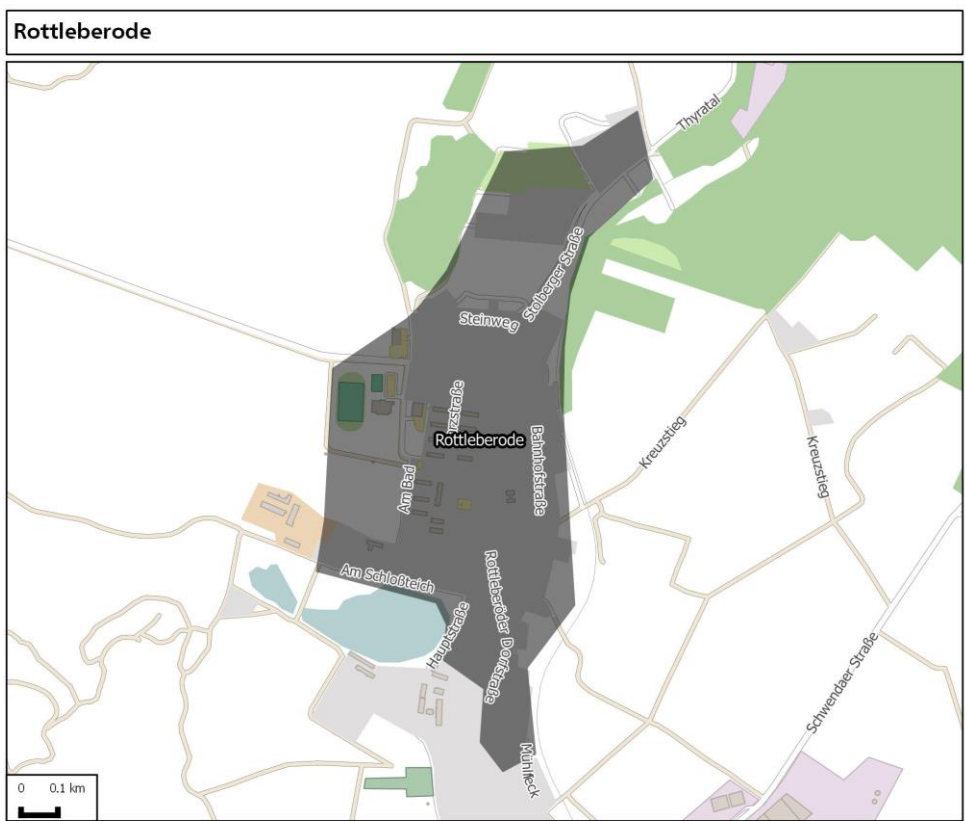 Rottleberode
Thyratal
Stolberger Straße
Steinweg
Rottleberode
Bahnhofstraße
Kreuzstieg
Kreuzstieg
Am Bad
Am Schloßteich
Hauptstraße
Rottleberöder Dorfstraße
Schwendaer Straße
Mühlfleck
0 0.1 km